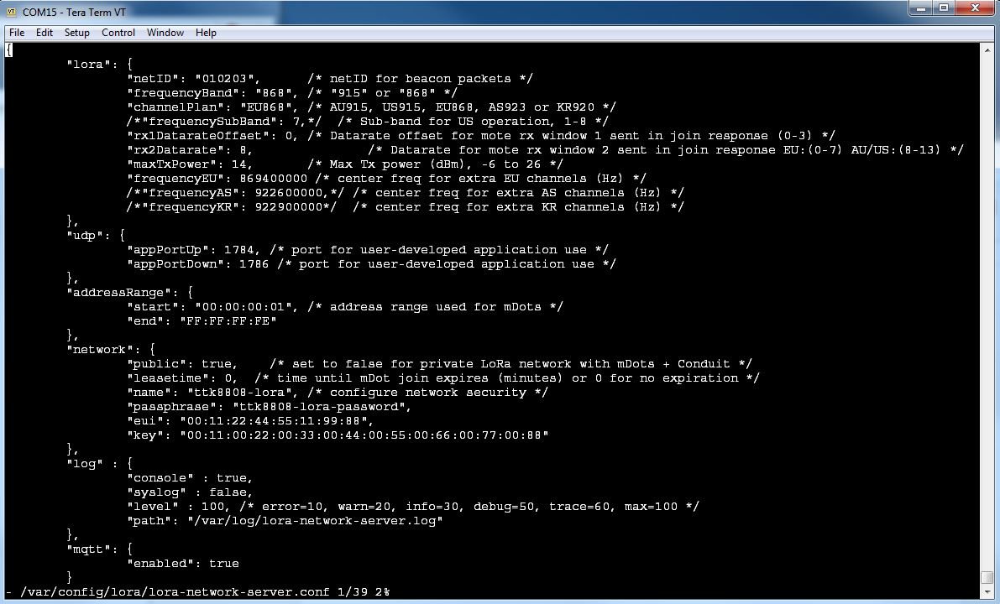 COM15 - Tera Term VT
File Edit Setup Control Window Help
{
"lora": {
"netID": "010203", /* netID for beacon packets */
"frequencyBand": "868", /* "915" or "868" */
"channelPlan": "EU868", /* AU915, US915, EU868, AS923 or KR920 */
/*"frequencySubBand": 7,*/ /* Sub-band for US operation, 1-8 */
"rx1DatarateOffset": 0, /* Datarate offset for mote rx window 1 sent in join response (0-3) */
"rx2Datarate": 8, /* Datarate for mote rx window 2 sent in join response EU:(0-7) AU/US:(8-13) */
"maxTxPower": 14, /* Max Tx power (dBm), -6 to 26 */
"frequencyEU": 869400000 /* center freq for extra EU channels (Hz) */
/*"frequencyAS": 922600000,*/ /* center freq for extra AS channels (Hz) */
/*"frequencyKR": 922900000*/ /* center freq for extra KR channels (Hz) */
},
"udp": {
"appPortUp": 1784, /* port for user-developed application use */
"appPortDown": 1786 /* port for user-developed application use */
},
"addressRange": {
"start": "00:00:00:01", /* address range used for mDots */
"end": "FF:FF:FF:FE"
},
"network": {
"public": true, /* set to false for private LoRa network with mDots + Conduit */
"leasetime": 0, /* time until mDot join expires (minutes) or 0 for no expiration */
"name": "ttk8808-lora", /* configure network security */
"passphrase": "ttk8808-lora-password",
"eui": "00:11:22:44:55:11:99:88",
"key": "00:11:00:22:00:33:00:44:00:55:00:66:00:77:00:88"
},
"log" : {
"console" : true,
"syslog" : false,
"level" : 100, /* error=10, warn=20, info=30, debug=50, trace=60, max=100 */
"path": "/var/log/lora-network-server.log"
},
"mqtt": {
"enabled": true
}
- /var/config/lora/lora-network-server.conf 1/39 2%